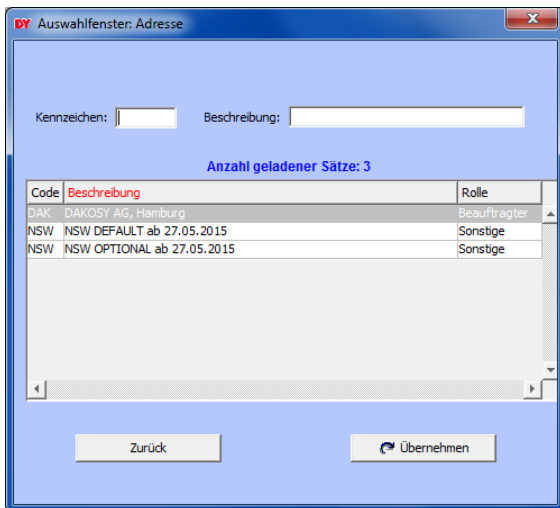 DY Auswahlfenster: Adresse
Kennzeichen: Beschreibung:
Anzahl geladener Sätze: 3
Code Beschreibung Rolle
DAK DAKOSY AG, Hamburg Beauftragter
NSW NSW DEFAULT ab 27.05.2015 Sonstige
NSW NSW OPTIONAL ab 27.05.2015 Sonstige
Zurück Übernehmen